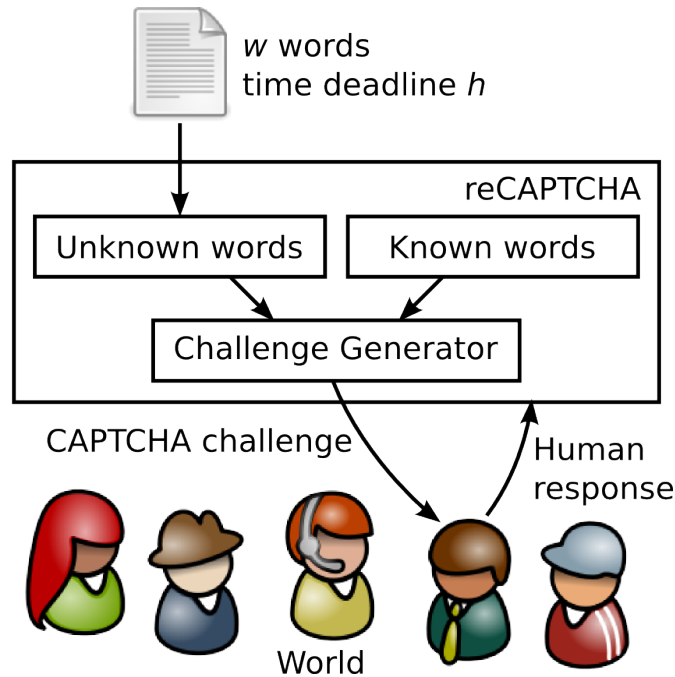 w words
time deadline h
reCAPTCHA
Unknown words
Known words
Challenge Generator
CAPTCHA challenge
Human
response
World